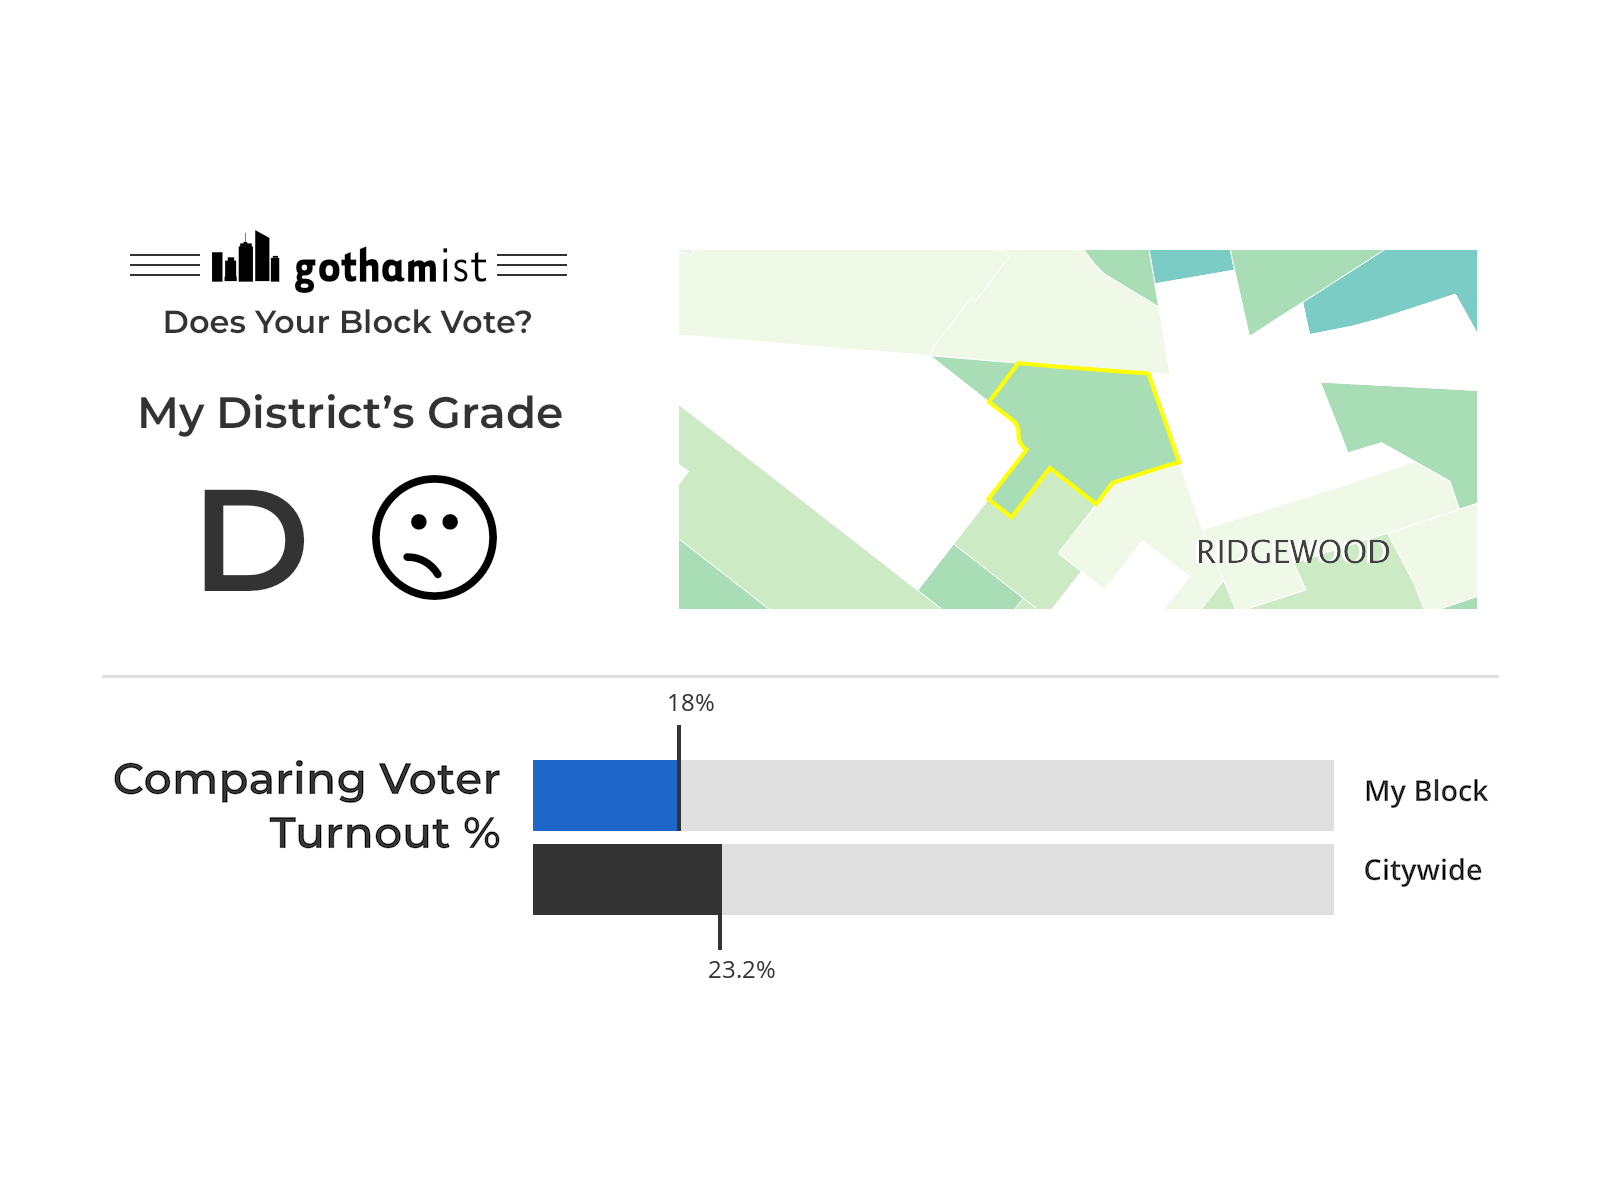 gothamist
Does Your Block Vote?
My District’s Grade
D
RIDGEWOOD
18%
Comparing Voter
Turnout %
My Block
Citywide
23.2%